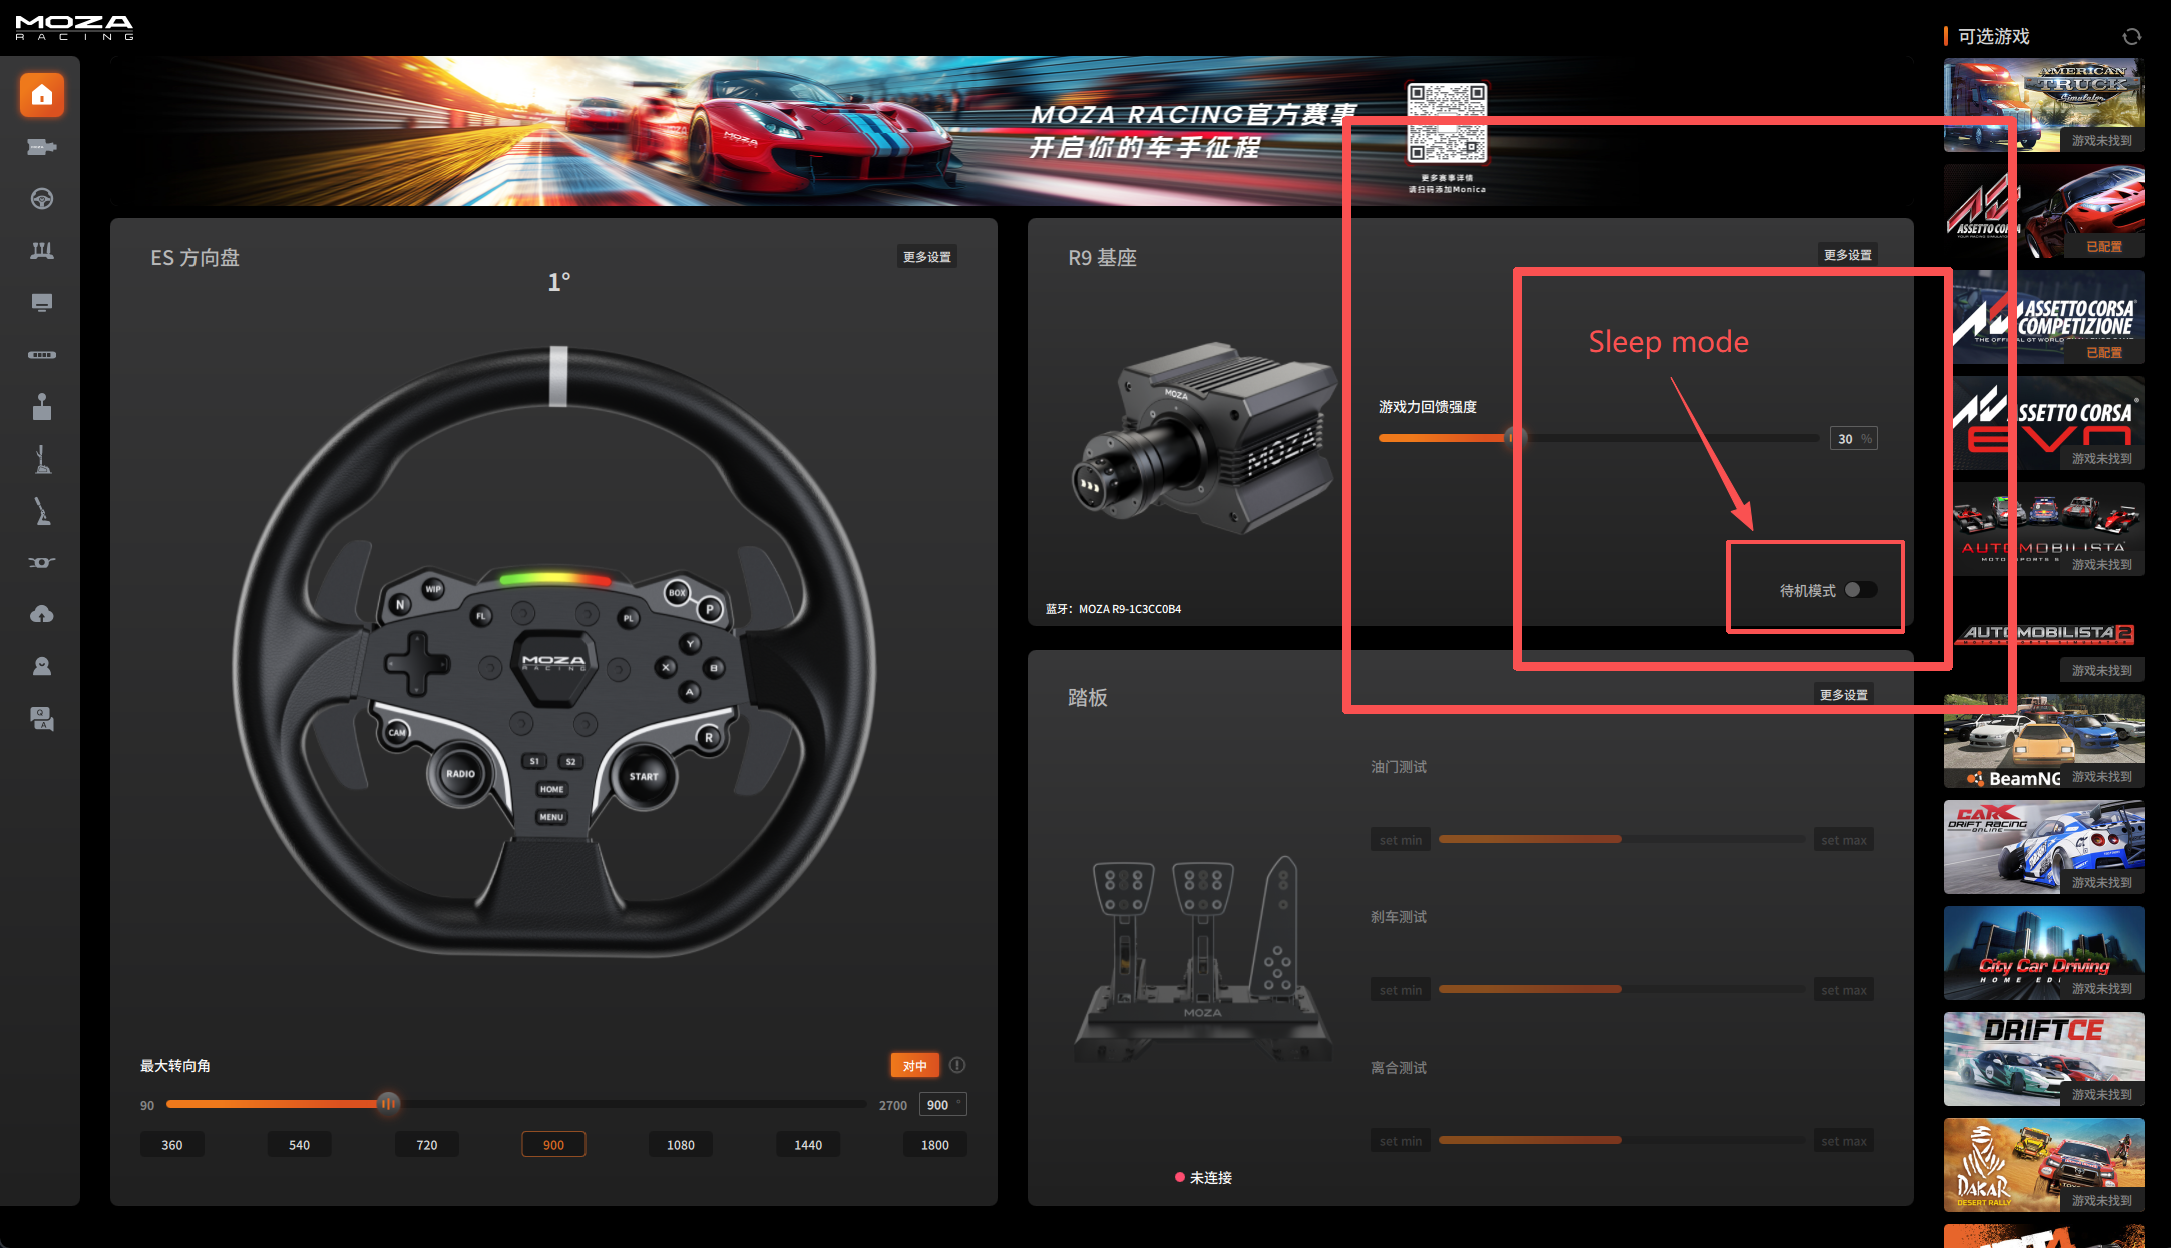 MOZA
RACING
MOZA RACING官方赛事
开启你的车手征程
更多赛事详情
请扫码添加Monica
可选游戏
AMERICAN
TRUCK
Simulator
游戏未找到
ASSETTO CORSA
已配置
ASSETTO CORSA
COMPETIZIONE
已配置
ASSETTO CORSA
EVO
游戏未找到
AUTOMOBILISTA
游戏未找到
AUTOMOBILISTA 2
游戏未找到
BeamNG
游戏未找到
CARX
DRIFT RACING
ONLINE
游戏未找到
City Car Driving
HOME EDI
游戏未找到
DRIFTCE
游戏未找到
DAKAR
DESERT RALLY
游戏未找到
ES 方向盘
更多设置
1°
N
WIP
FL
PL
BOX
P
Y
X
B
A
MOZA
RACING
CAM
R
RADIO
S1
S2
START
HOME
MENU
最大转向角
对中
90
2700
900 °
360
540
720
900
1080
1440
1800
R9 基座
更多设置
Sleep mode
MOZA
MOZA
游戏力回馈强度
30 %
待机模式
蓝牙：MOZA R9-1C3CC0B4
踏板
更多设置
油门测试
set min
set max
刹车测试
set min
set max
MOZA
离合测试
set min
set max
未连接